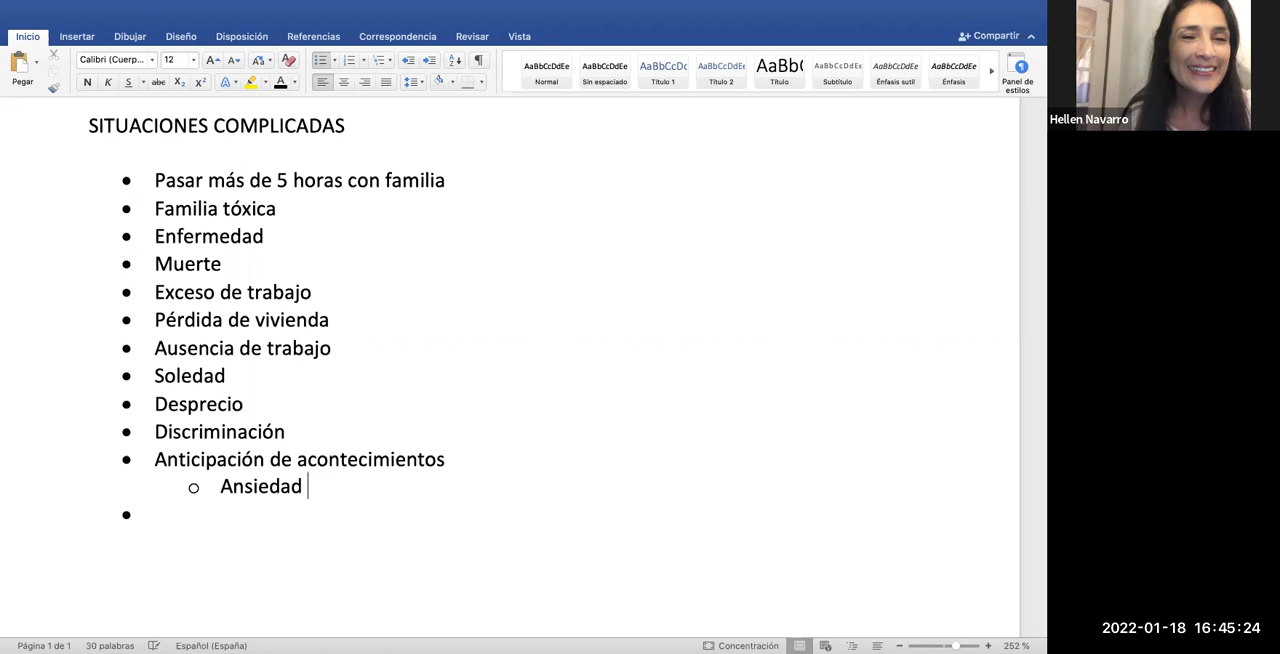 Inicio Insertar Dibujar Diseño Disposición Referencias Correspondencia Revisar Vista Compartir
Pegar
Calibri (Cuerp... 12
N K S abc X₂ X²
AaBbCcDdEe AaBbCcDdEe AaBbCcDc AaBbCcDdEe AaBb( AaBbCcDdEe AaBbCcDdEe AaBbCcDdEe
Normal Sin espaciado Título 1 Título 2 Título Subtítulo Énfasis sutil Énfasis
Panel de
estilos
Hellen Navarro
SITUACIONES COMPLICADAS
• Pasar más de 5 horas con familia
• Familia tóxica
• Enfermedad
• Muerte
• Exceso de trabajo
• Pérdida de vivienda
• Ausencia de trabajo
• Soledad
• Desprecio
• Discriminación
• Anticipación de acontecimientos
o Ansiedad
•
2022-01-18 16:45:24
Página 1 de 1 30 palabras Español (España) Concentración 252 %